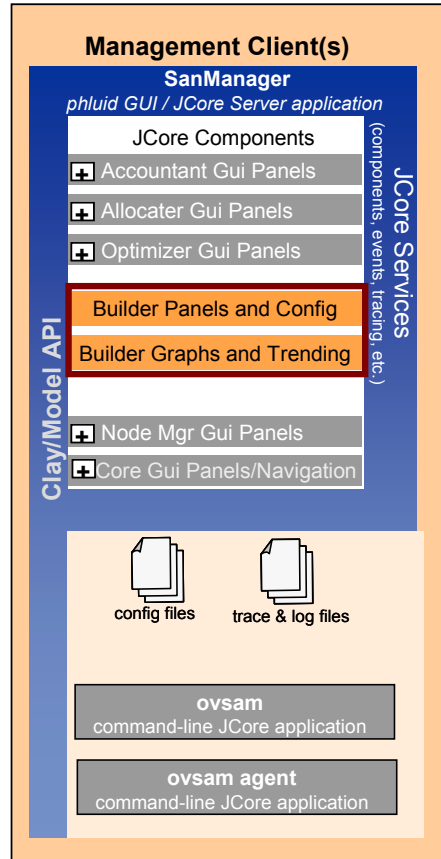 Management Client(s)
SanManager
phluid GUI / JCore Server application
JCore Components
Accountant Gui Panels
Allocater Gui Panels
Optimizer Gui Panels
Builder Panels and Config
Builder Graphs and Trending
Node Mgr Gui Panels
Core Gui Panels/Navigation
Clay/Model API
JCore Services
(components, events, tracing, etc.)
config files
trace & log files
ovsam
command-line JCore application
ovsam agent
command-line JCore application